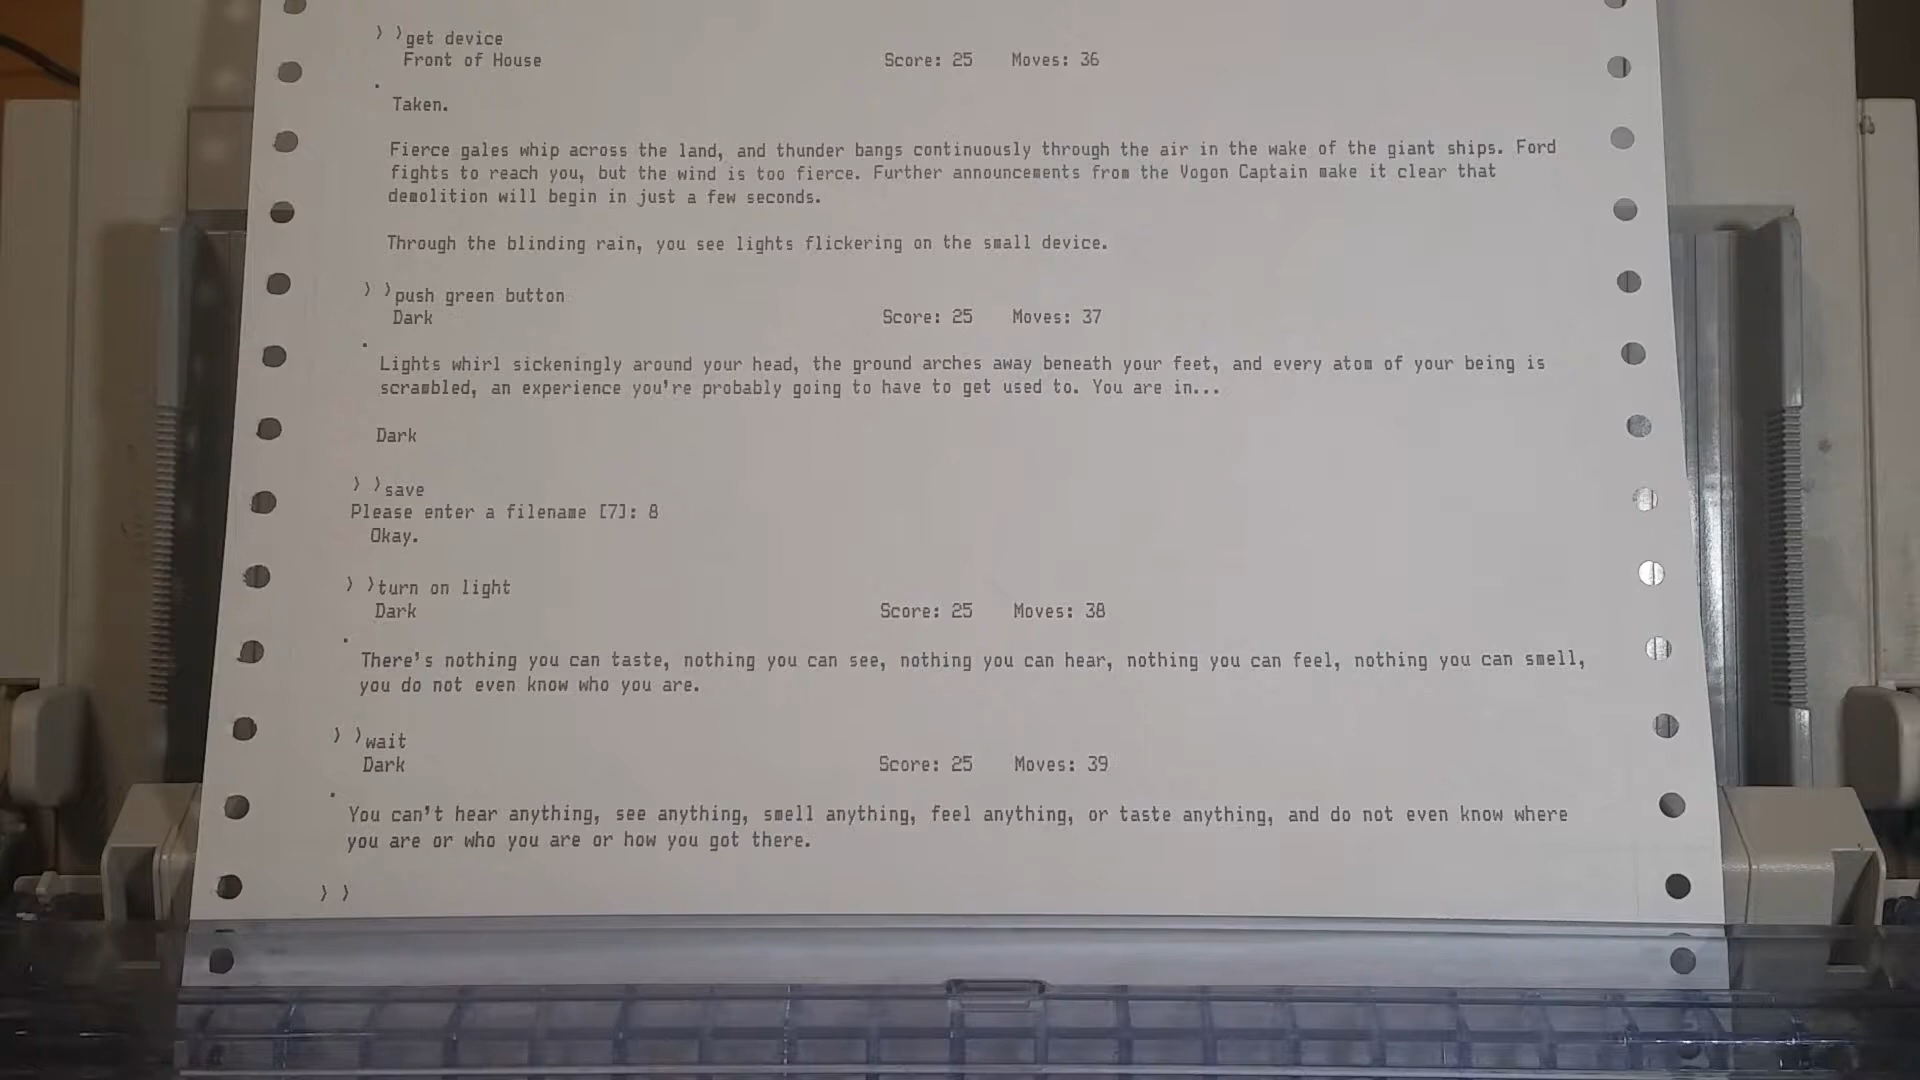 > >get device
Front of House Score: 25 Moves: 36
.
Taken.
Fierce gales whip across the land, and thunder bangs continuously through the air in the wake of the giant ships. Ford
fights to reach you, but the wind is too fierce. Further announcements from the Vogon Captain make it clear that
demolition will begin in just a few seconds.
Through the blinding rain, you see lights flickering on the small device.
> >push green button
Dark Score: 25 Moves: 37
.
Lights whirl sickeningly around your head, the ground arches away beneath your feet, and every atom of your being is
scrambled, an experience you're probably going to have to get used to. You are in...
Dark
> >save
Please enter a filename [7]: 8
Okay.
> >turn on light
Dark Score: 25 Moves: 38
.
There's nothing you can taste, nothing you can see, nothing you can hear, nothing you can feel, nothing you can smell,
you do not even know who you are.
> >wait
Dark Score: 25 Moves: 39
.
You can't hear anything, see anything, smell anything, feel anything, or taste anything, and do not even know where
you are or who you are or how you got there.
> >